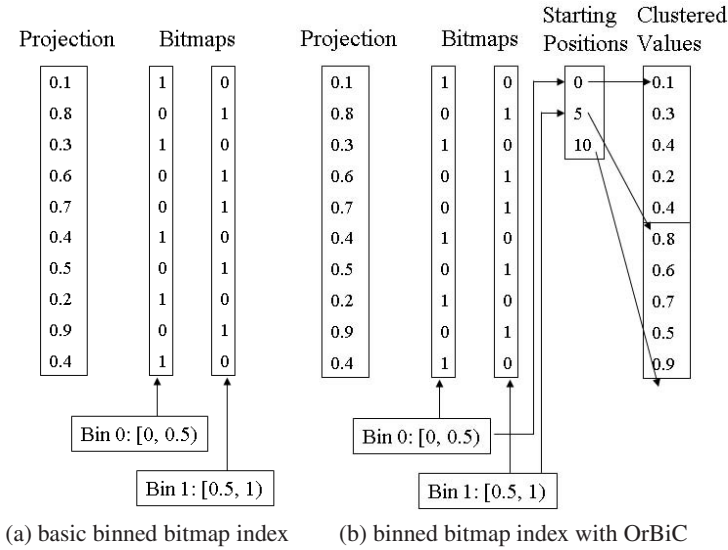 Projection Bitmaps Projection Bitmaps Starting Positions Clustered Values
0.1 1 0 0.1 1 0 0 0.1
0.8 0 1 0.8 0 1 5 0.3
0.3 1 0 0.3 1 0 10 0.4
0.6 0 1 0.6 0 1 0.2
0.7 0 1 0.7 0 1 0.4
0.4 1 0 0.4 1 0 0.8
0.5 0 1 0.5 0 1 0.6
0.2 1 0 0.2 1 0 0.7
0.9 0 1 0.9 0 1 0.5
0.4 1 0 0.4 1 0 0.9
Bin 0: [0, 0.5) Bin 0: [0, 0.5)
Bin 1: [0.5, 1) Bin 1: [0.5, 1)
(a) basic binned bitmap index (b) binned bitmap index with OrBiC